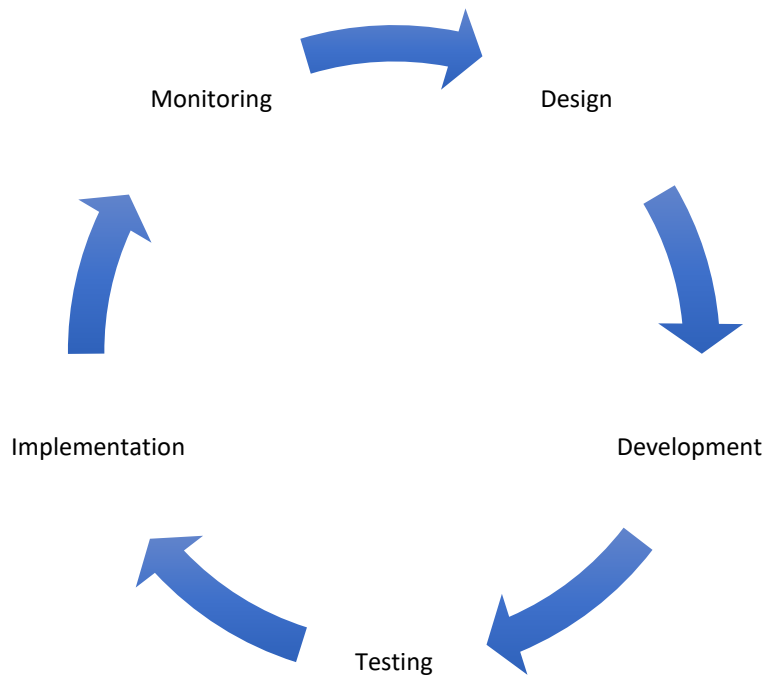 Monitoring
Design
Implementation
Development
Testing